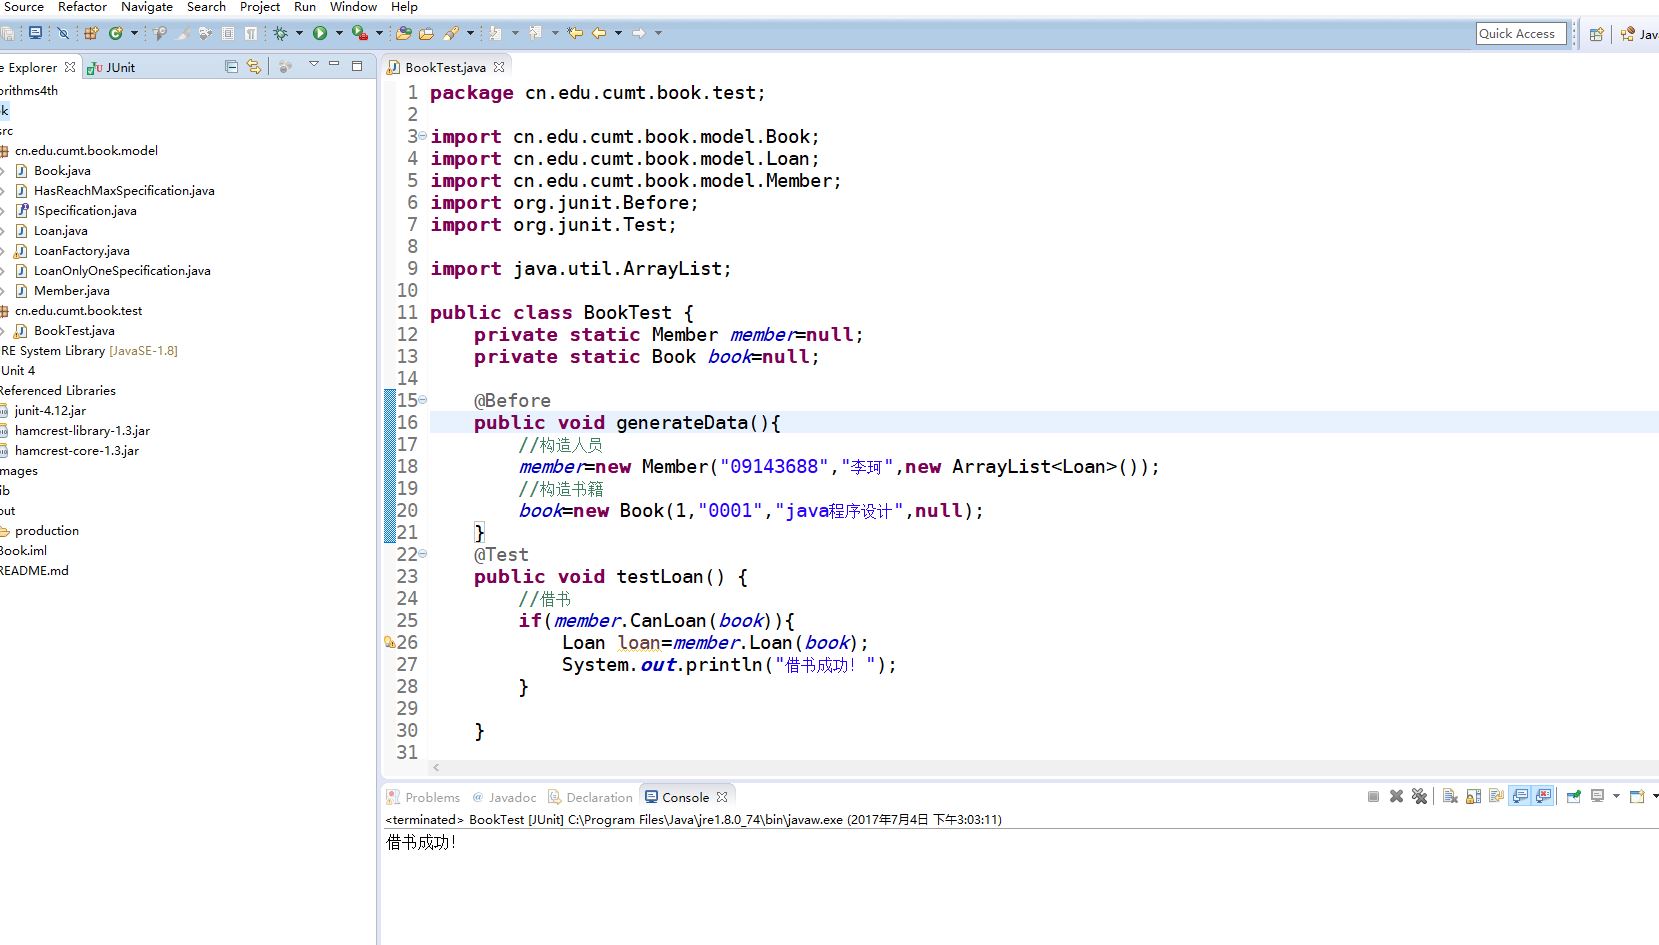 Source Refactor Navigate Search Project Run Window Help
Quick Access
Explorer JUnit
BookTest.java
cn.edu.cumt.book.model
Book.java
HasReachMaxSpecification.java
ISpecification.java
Loan.java
LoanFactory.java
LoanOnlyOneSpecification.java
Member.java
cn.edu.cumt.book.test
BookTest.java
RE System Library [JavaSE-1.8]
Unit 4
Referenced Libraries
junit-4.12.jar
hamcrest-library-1.3.jar
hamcrest-core-1.3.jar
mages
production
Book.iml
README.md
1 package cn.edu.cumt.book.test;
2
3 import cn.edu.cumt.book.model.Book;
4 import cn.edu.cumt.book.model.Loan;
5 import cn.edu.cumt.book.model.Member;
6 import org.junit.Before;
7 import org.junit.Test;
8
9 import java.util.ArrayList;
10
11 public class BookTest {
12 private static Member member=null;
13 private static Book book=null;
14
15 @Before
16 public void generateData(){
17 //构造人员
18 member=new Member("09143688","李珂",new ArrayList<Loan>());
19 //构造书籍
20 book=new Book(1,"0001","java程序设计",null);
21 }
22 @Test
23 public void testLoan() {
24 //借书
25 if(member.CanLoan(book)){
26 Loan loan=member.Loan(book);
27 System.out.println("借书成功！");
28 }
29
30 }
31
Problems @ Javadoc Declaration Console
<terminated> BookTest [JUnit] C:\Program Files\Java\jre1.8.0_74\bin\javaw.exe (2017年7月4日 下午3:03:11)
借书成功！